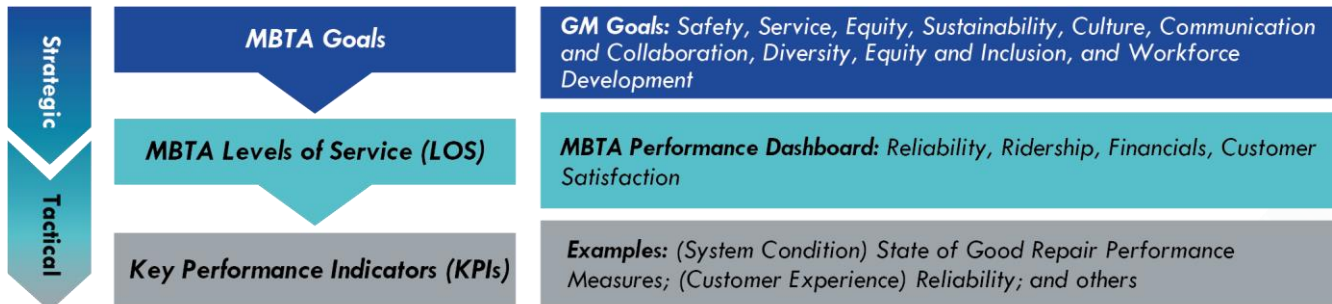 Strategic
Tactical
MBTA Goals
GM Goals: Safety, Service, Equity, Sustainability, Culture, Communication
and Collaboration, Diversity, Equity and Inclusion, and Workforce
Development
MBTA Levels of Service (LOS)
MBTA Performance Dashboard: Reliability, Ridership, Financials, Customer
Satisfaction
Key Performance Indicators (KPIs)
Examples: (System Condition) State of Good Repair Performance
Measures; (Customer Experience) Reliability; and others